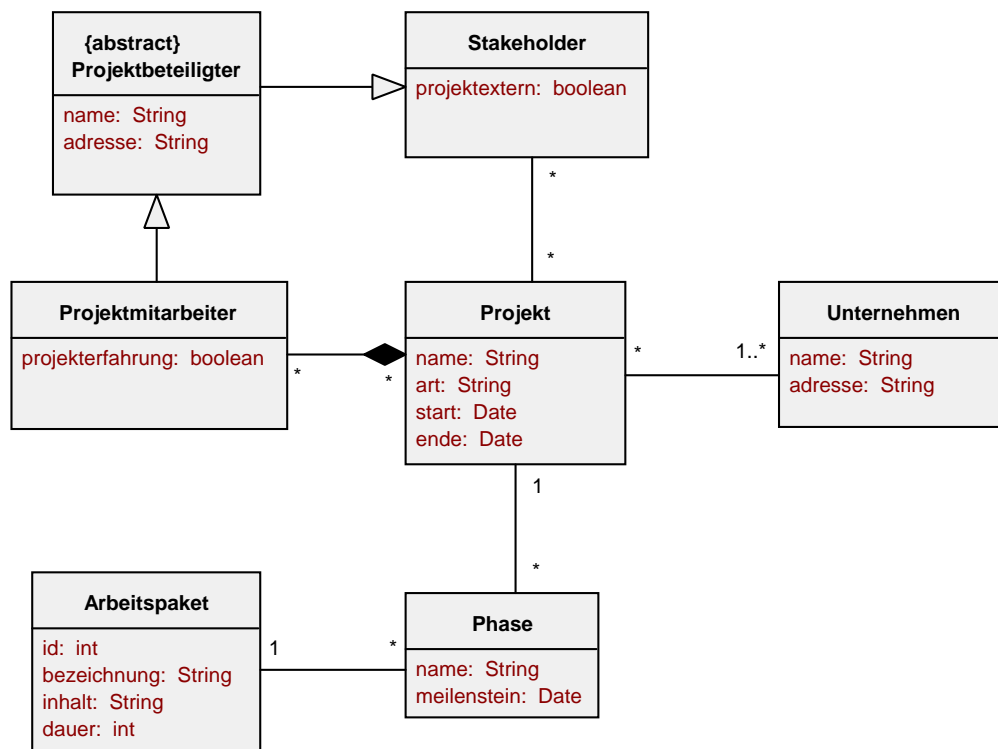 {abstract}
Projektbeteiligter
name: String
adresse: String
Stakeholder
projektextern: boolean
*
*
Projektmitarbeiter
projekterfahrung: boolean
*
*
Projekt
name: String
art: String
start: Date
ende: Date
*
1..*
Unternehmen
name: String
adresse: String
1
*
Arbeitspaket
id: int
bezeichnung: String
inhalt: String
dauer: int
1
*
Phase
name: String
meilenstein: Date